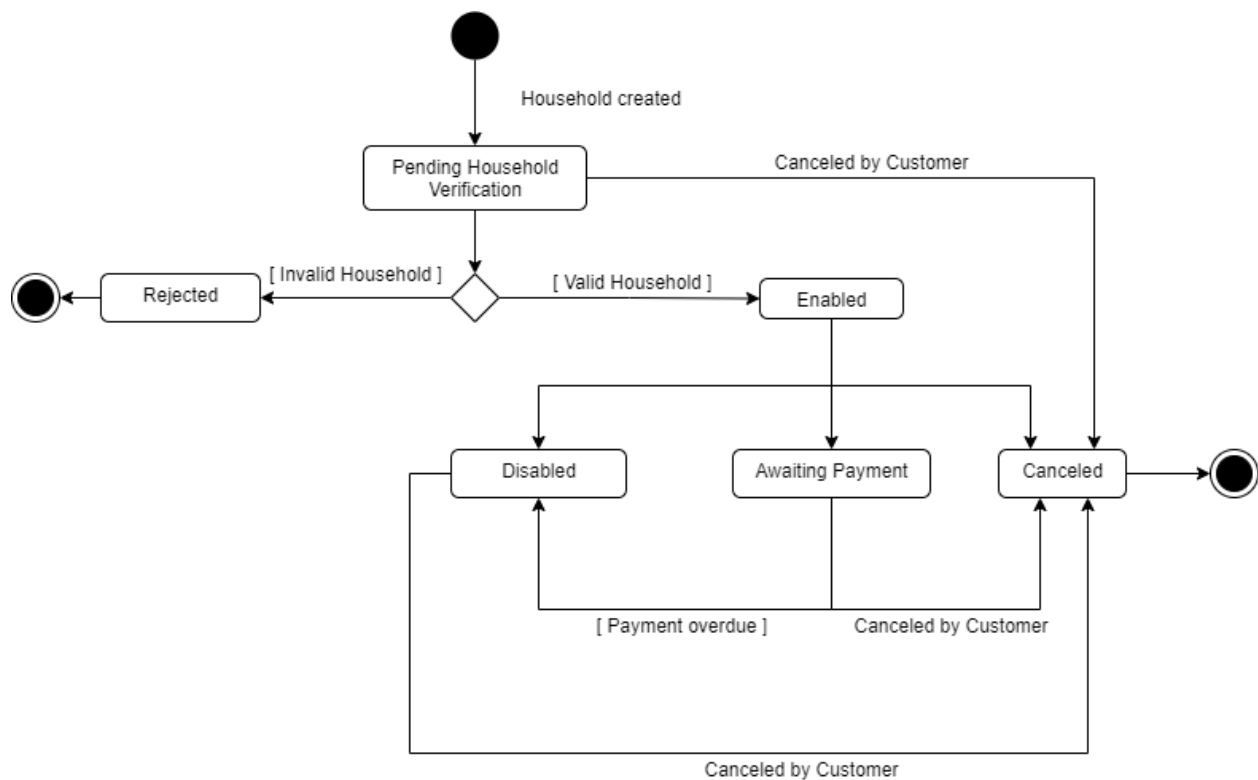 Household created
Pending Household
Verification
Canceled by Customer
[ Invalid Household ]
[ Valid Household ]
Rejected
Enabled
Disabled
Awaiting Payment
Canceled
[ Payment overdue ]
Canceled by Customer
Canceled by Customer